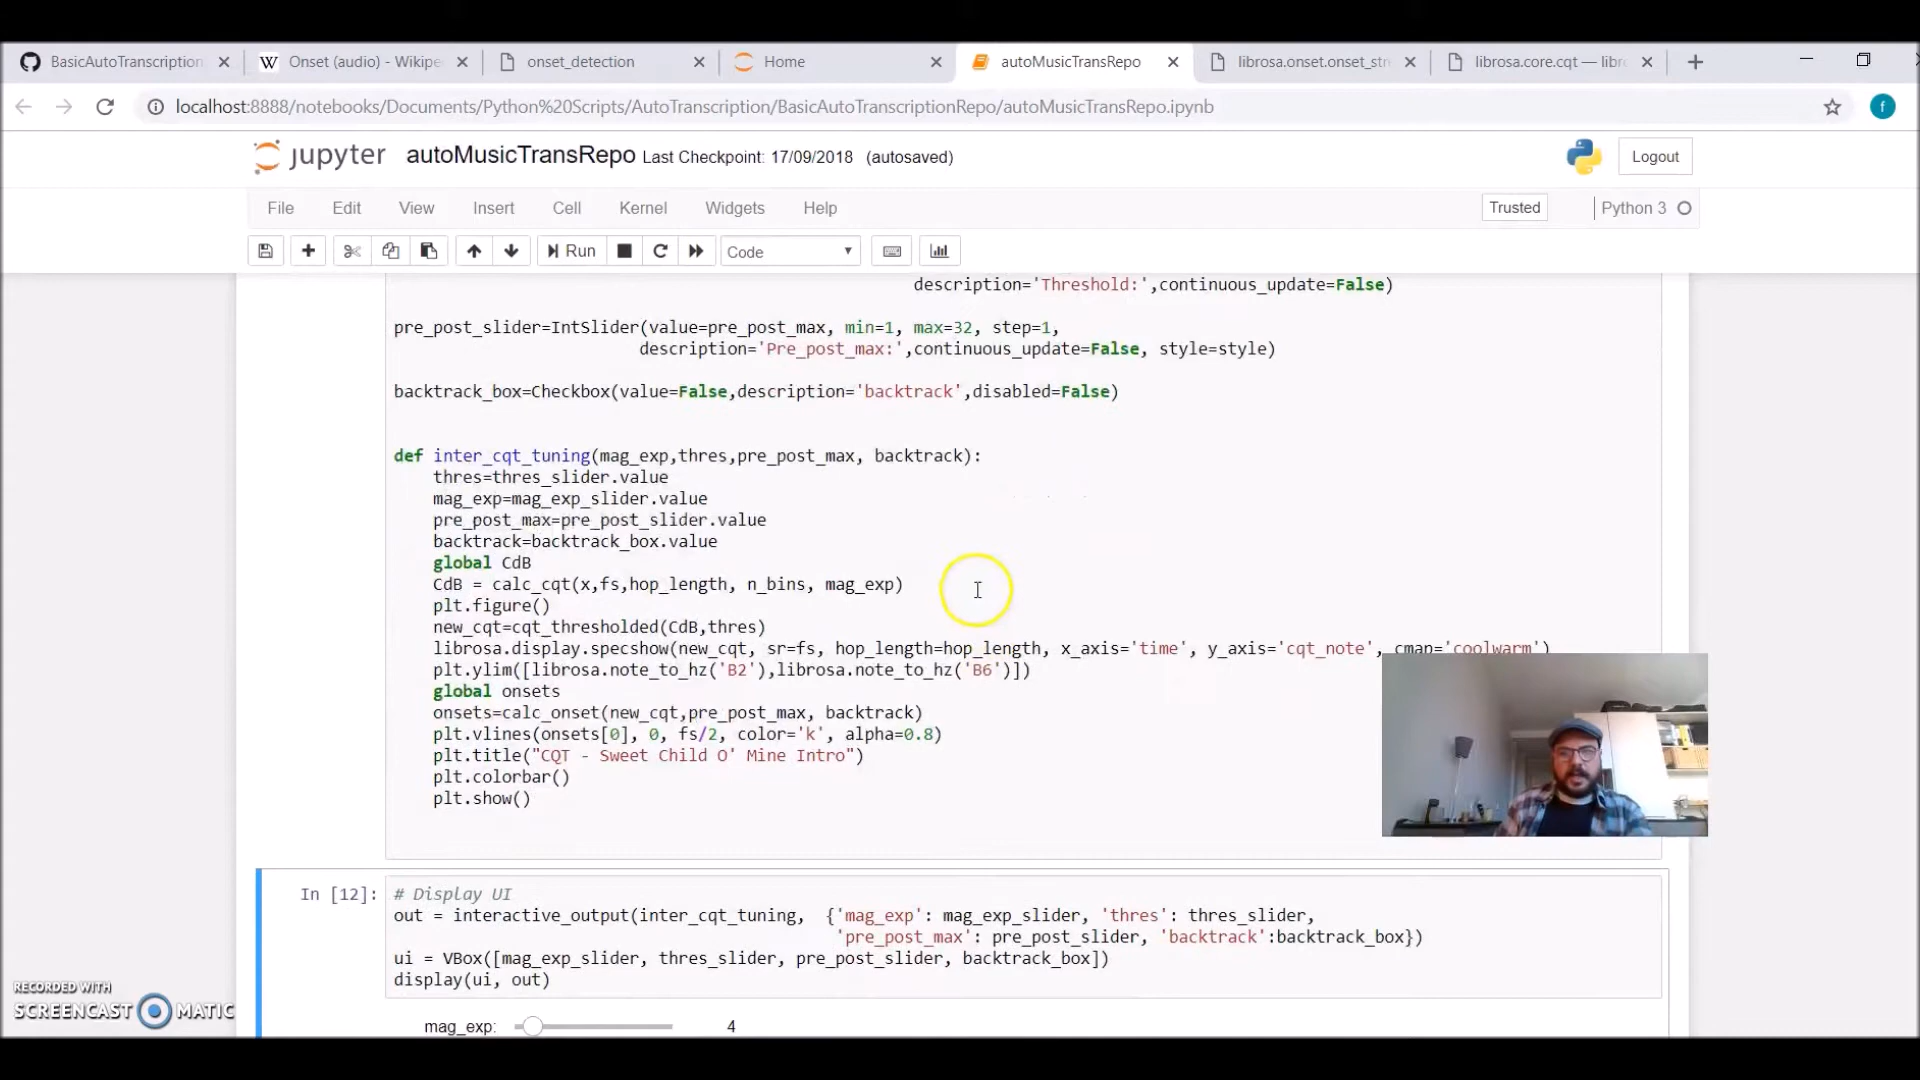 BasicAutoTranscription
W Onset (audio) - Wikipe
onset_detection
Home
autoMusicTransRepo
librosa.onset.onset_str
librosa.core.cqt — libro
localhost:8888/notebooks/Documents/Python%20Scripts/AutoTranscription/BasicAutoTranscriptionRepo/autoMusicTransRepo.ipynb
f
jupyter autoMusicTransRepo Last Checkpoint: 17/09/2018 (autosaved)
Logout
File Edit View Insert Cell Kernel Widgets Help
Trusted
Python 3
Run
Code
description='Threshold:',continuous_update=False)
pre_post_slider=IntSlider(value=pre_post_max, min=1, max=32, step=1,
description='Pre_post_max:',continuous_update=False, style=style)
backtrack_box=Checkbox(value=False,description='backtrack',disabled=False)
def inter_cqt_tuning(mag_exp,thres,pre_post_max, backtrack):
thres=thres_slider.value
mag_exp=mag_exp_slider.value
pre_post_max=pre_post_slider.value
backtrack=backtrack_box.value
global CdB
CdB = calc_cqt(x,fs,hop_length, n_bins, mag_exp)
plt.figure()
new_cqt=cqt_thresholded(CdB,thres)
librosa.display.specshow(new_cqt, sr=fs, hop_length=hop_length, x_axis='time', y_axis='cqt_note', cmap='coolwarm')
plt.ylim([librosa.note_to_hz('B2'),librosa.note_to_hz('B6')])
global onsets
onsets=calc_onset(new_cqt,pre_post_max, backtrack)
plt.vlines(onsets[0], 0, fs/2, color='k', alpha=0.8)
plt.title("CQT - Sweet Child O' Mine Intro")
plt.colorbar()
plt.show()
In [12]:
# Display UI
out = interactive_output(inter_cqt_tuning, {'mag_exp': mag_exp_slider, 'thres': thres_slider,
'pre_post_max': pre_post_slider, 'backtrack':backtrack_box})
ui = VBox([mag_exp_slider, thres_slider, pre_post_slider, backtrack_box])
display(ui, out)
mag_exp: 4
RECORDED WITH
SCREENCAST MATIC